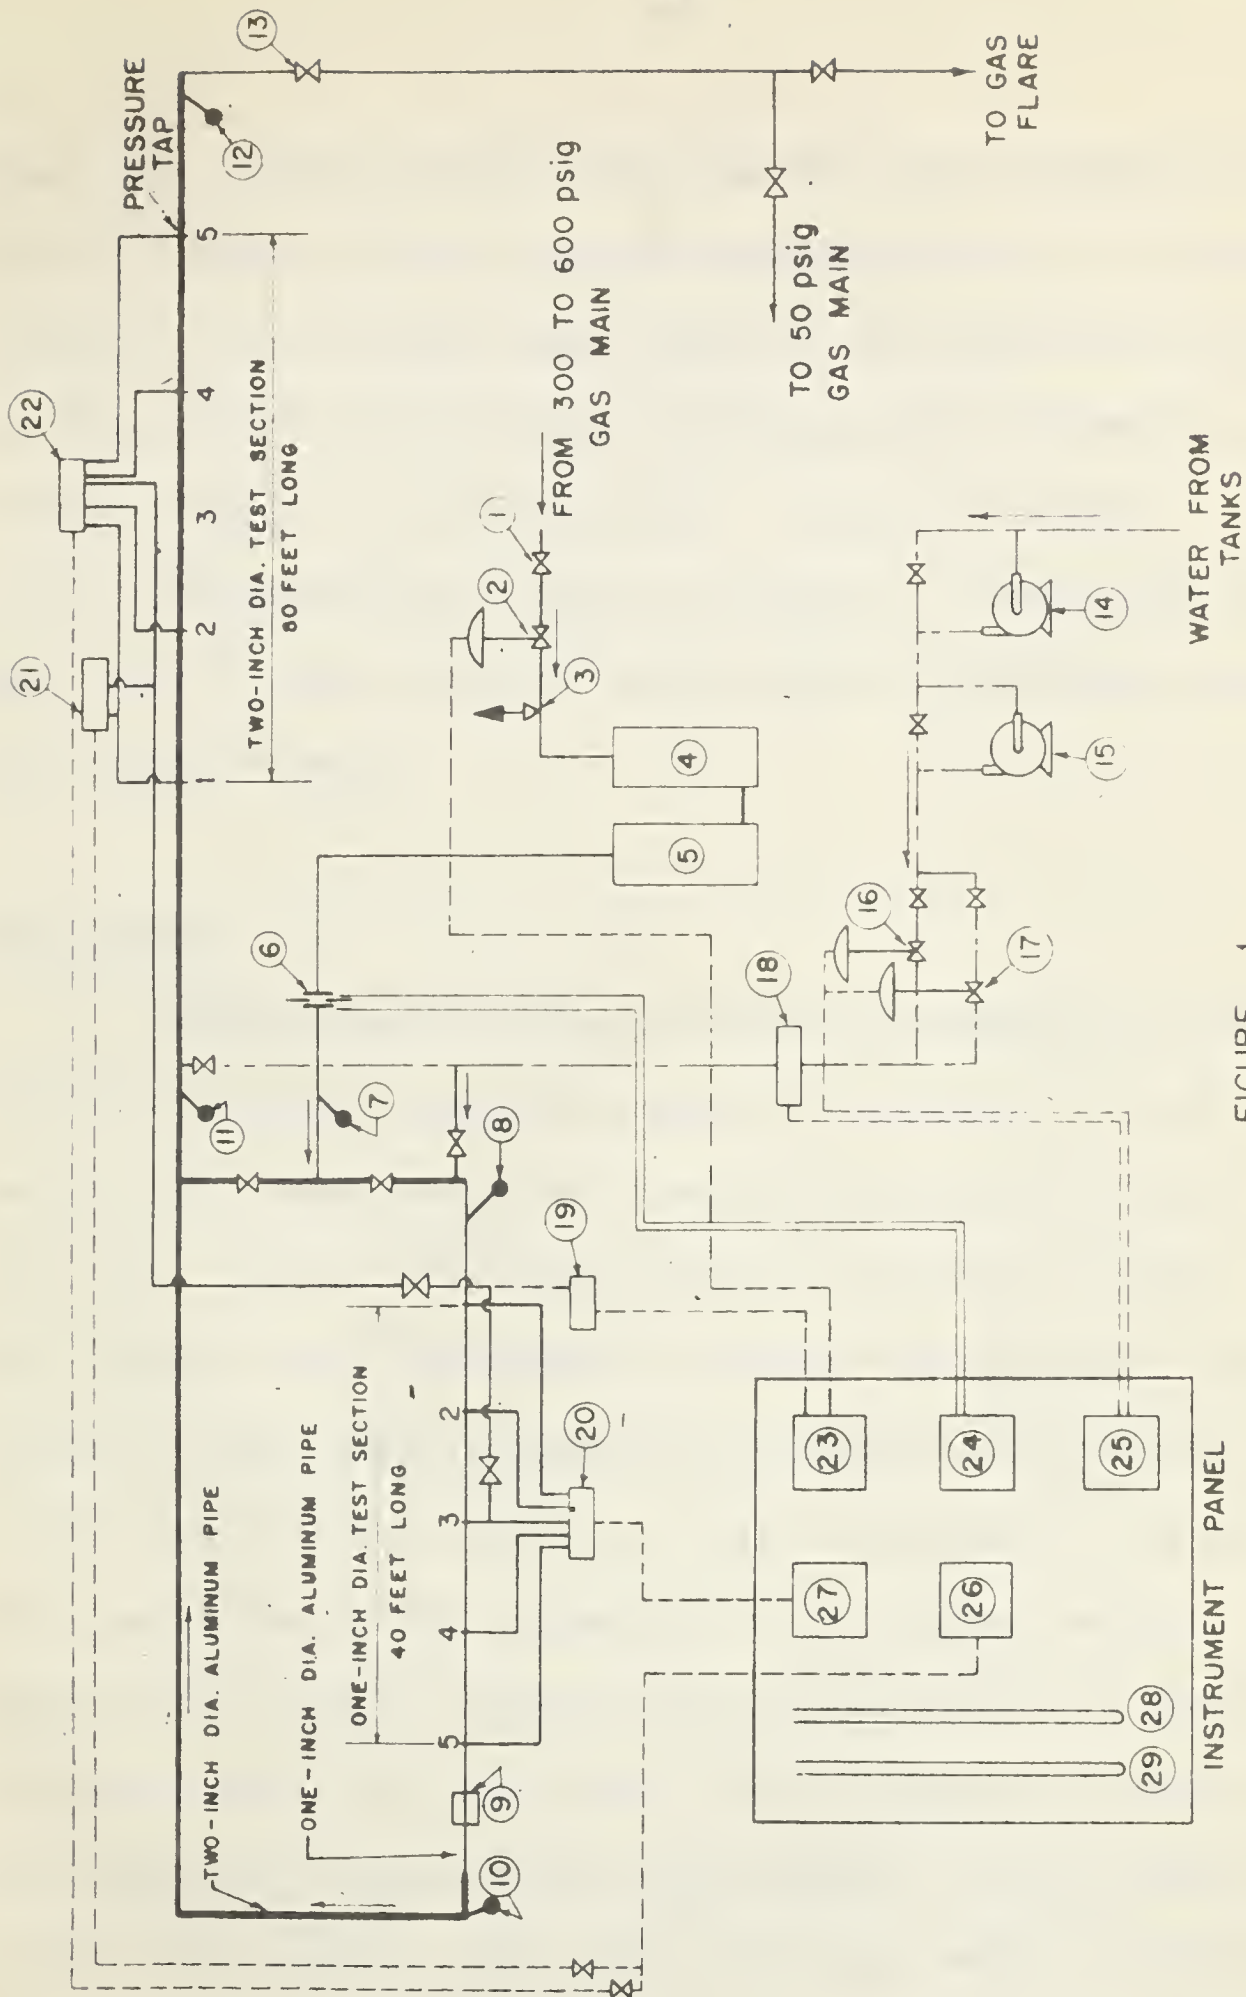 PRESSURE
TAP
13
12
TO GAS
FLARE
22
5
4
3
2
1
TWO-INCH DIA. TEST SECTION
80 FEET LONG
21
FROM 300 TO 600 psig
GAS MAIN
1
2
3
4
5
TO 50 psig
GAS MAIN
WATER FROM
TANKS
14
15
16
17
18
6
7
11
8
19
TWO-INCH DIA. ALUMINUM PIPE
ONE-INCH DIA. ALUMINUM PIPE
ONE-INCH DIA. TEST SECTION
40 FEET LONG
2
3
4
5
20
9
10
23
24
25
27
26
28
29
INSTRUMENT PANEL
FIGURE 1